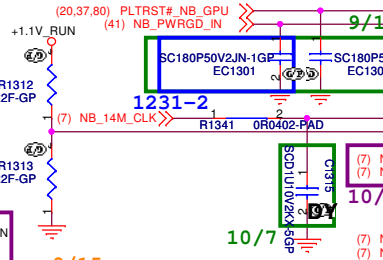 (20,37,80) PLTRST#_NB_GPU
(41) NB_PWRGD_IN
9/1
+1.1V_RUN
SC180P50V2JN-1GP
EC1301
SC180P5
EC130
R1312
2F-GP
1231-2
(7) NB_14M_CLK
1
2
R1341
0R0402-PAD
R1313
2F-GP
SCD1U10V2KX-5GP
C1315
DY
(7) N
(7) N
10/
10/7
(7) N
(7) N